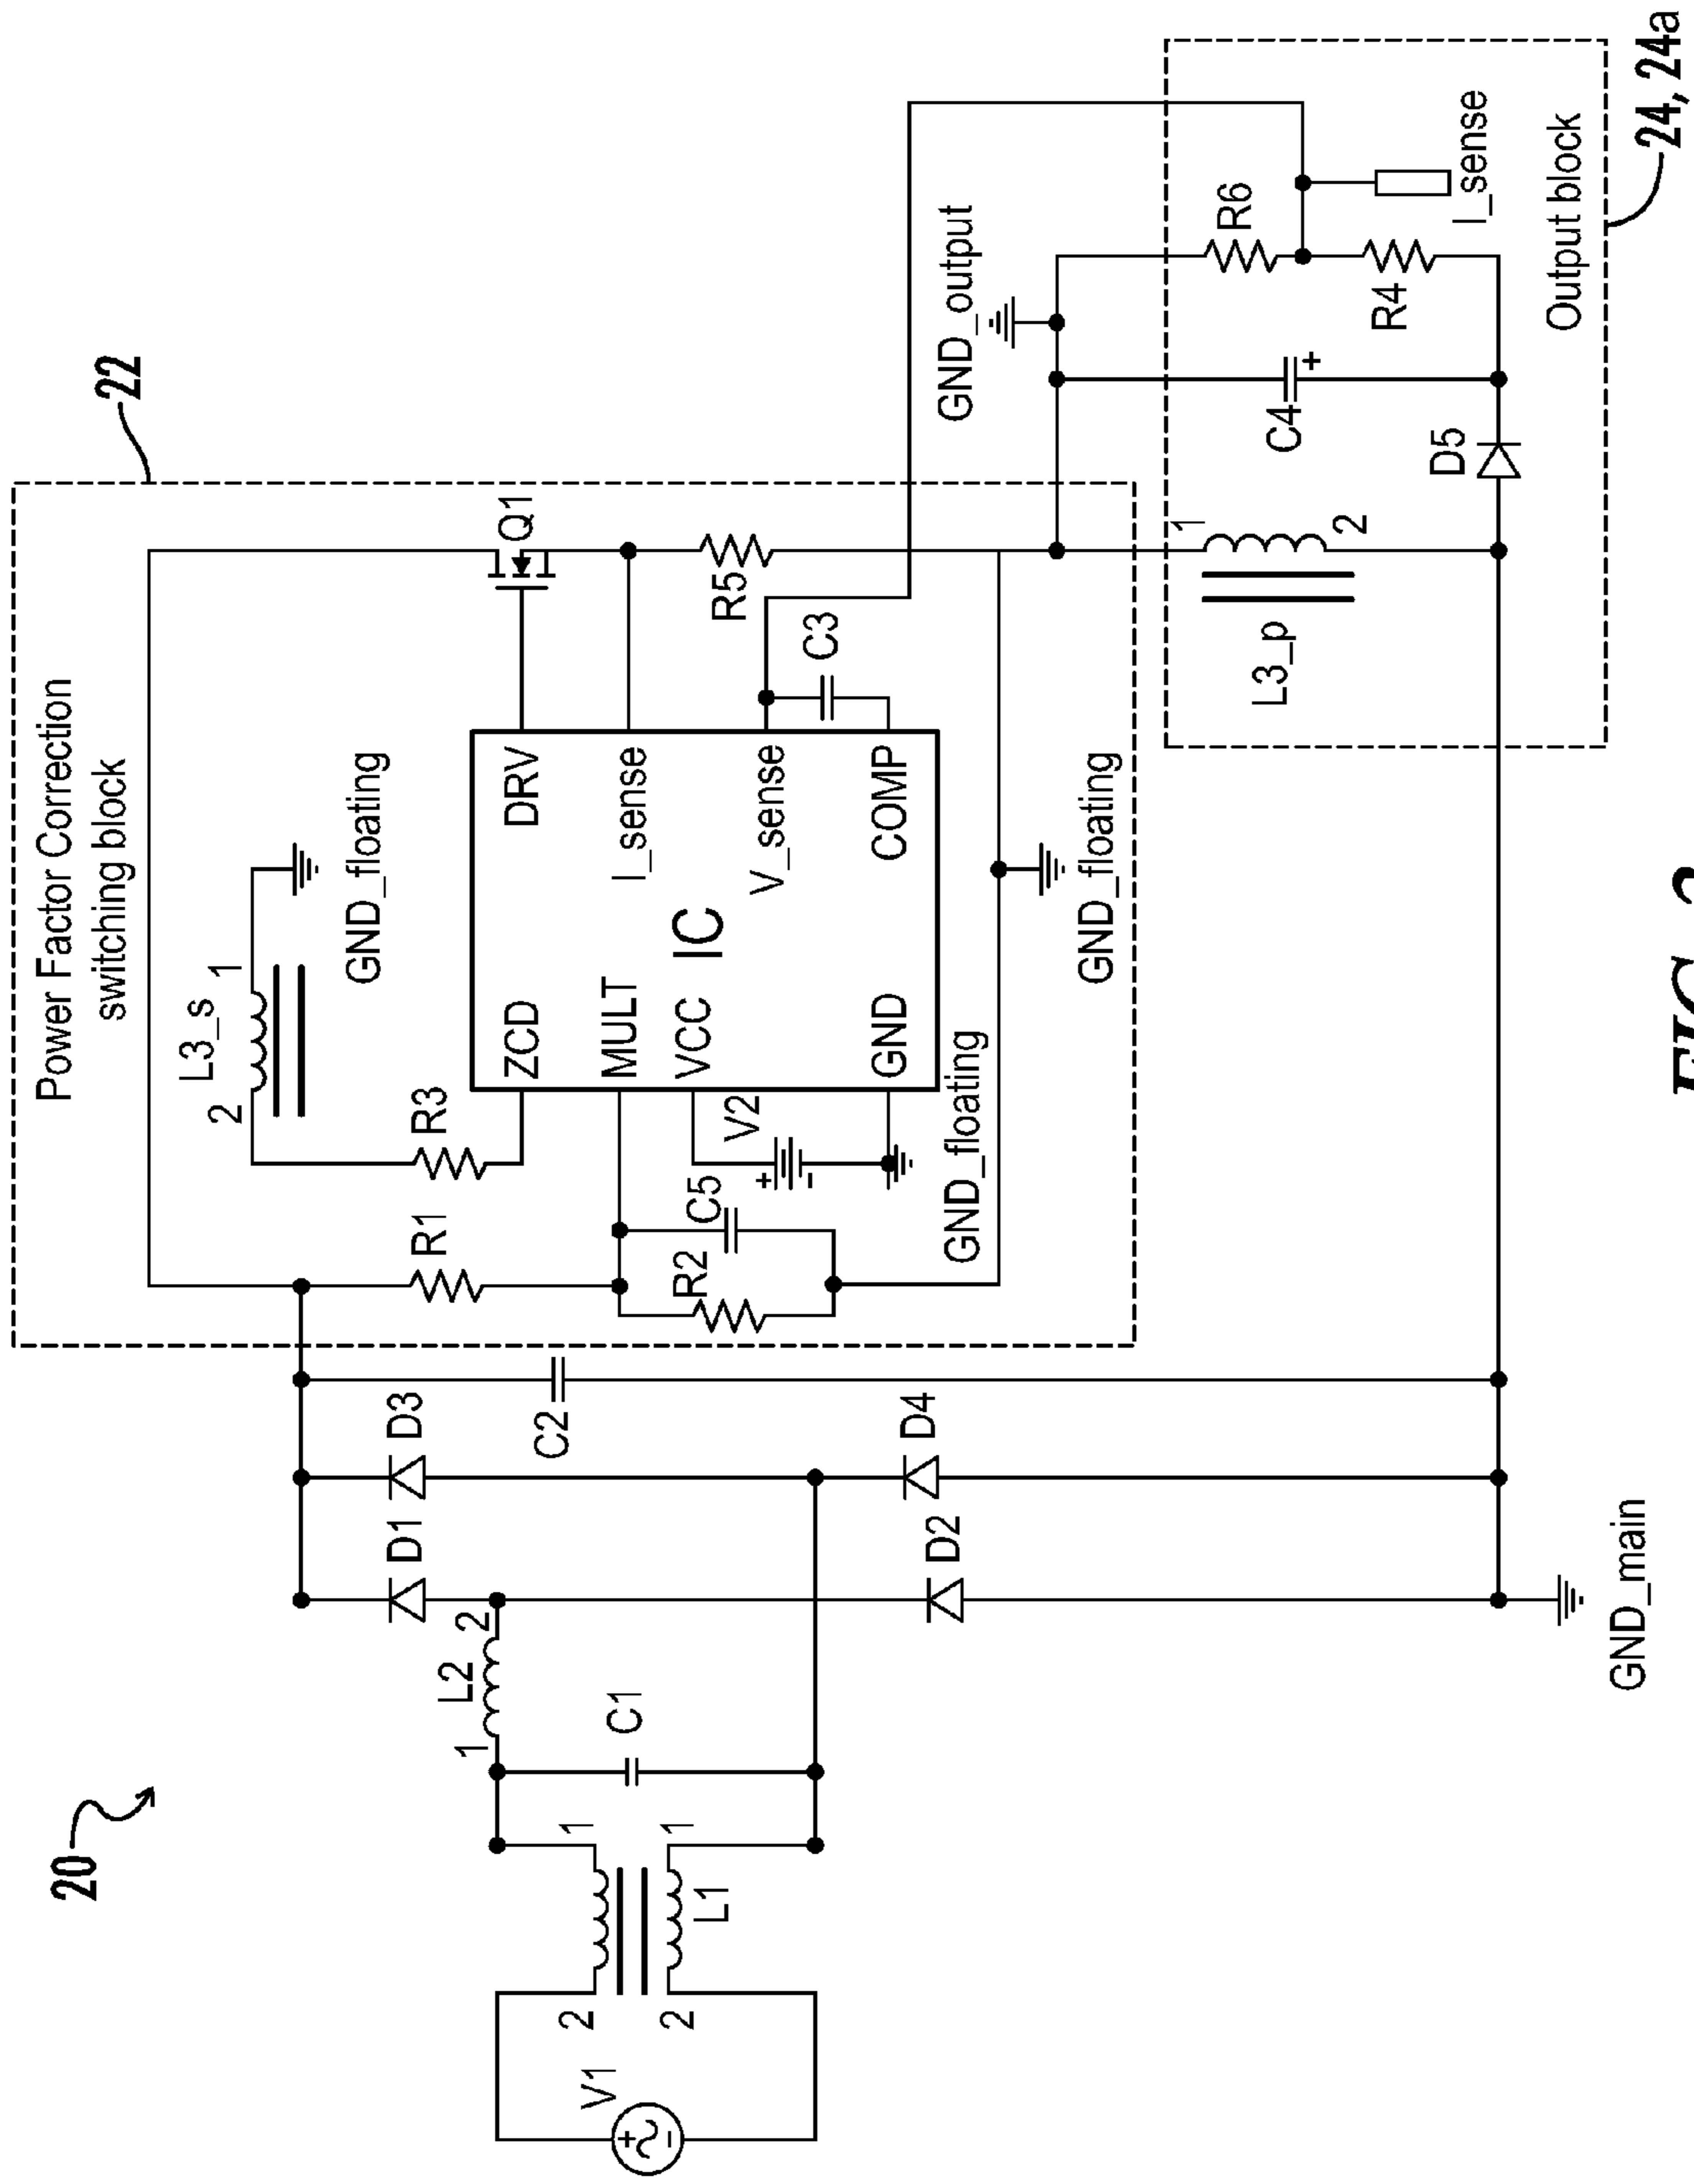 20
22
Power Factor Correction
switching block
L3_s
2
1
GND_floating
R3
R1
ZCD
MULT
VCC
GND
IC
DRV
I_sense
V_sense
COMP
Q1
R5
C3
V2
+
-
C5
R2
GND_floating
GND_floating
V1
+
-
2
1
2
1
L1
C1
1
L2
2
D1
D3
D2
D4
C2
GND_main
GND_output
L3_p
1
2
D5
C4
+
R6
R4
I_sense
Output block
24, 24a